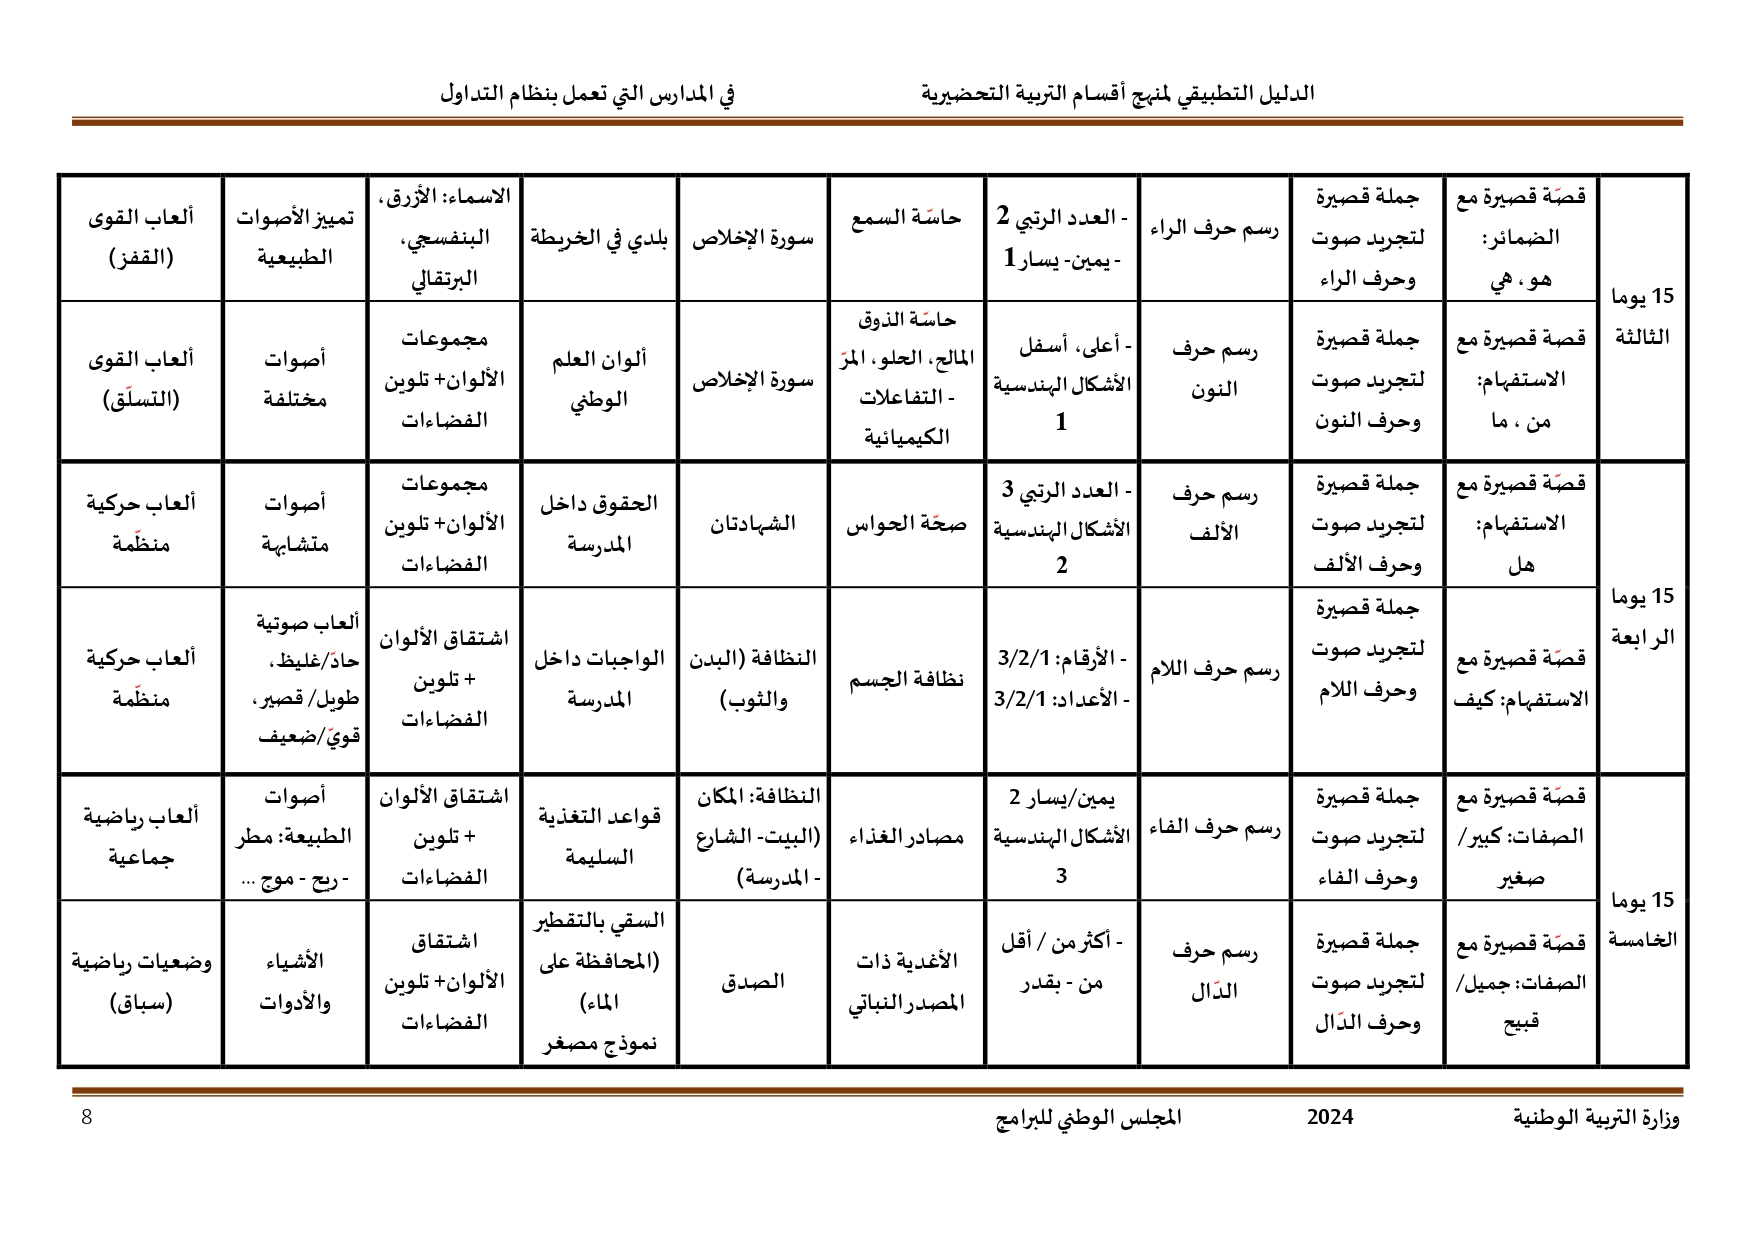 الدليل التطبيقي لمنهج أقسام التربية التحضيرية في المدارس التي تعمل بنظام التداول
15 يوما
الثالثة
قصّة قصيرة مع
الضمائر:
هو ، هي
جملة قصيرة
لتجريد صوت
وحرف الراء
رسم حرف الراء
- العدد الرتبي 2
- يمين- يسار1
حاسّة السمع
سورة الإخلاص
بلدي في الخريطة
الاسماء: الأزرق،
البنفسجي،
البرتقالي
تمييز الأصوات
الطبيعية
ألعاب القوى
(القفز)
قصة قصيرة مع
الاستفهام:
من ، ما
جملة قصيرة
لتجريد صوت
وحرف النون
رسم حرف
النون
- أعلى، أسفل
الأشكال الهندسية
1
حاسّة الذوق
المالح، الحلو، المرّ
- التفاعلات
الكيميائية
سورة الإخلاص
ألوان العلم
الوطني
مجموعات
الألوان+ تلوين
الفضاءات
أصوات
مختلفة
ألعاب القوى
(التسلّق)
15 يوما
الرابعة
قصّة قصيرة مع
الاستفهام:
هل
جملة قصيرة
لتجريد صوت
وحرف الألف
رسم حرف
الألف
- العدد الرتبي 3
الأشكال الهندسية
2
صحّة الحواس
الشهادتان
الحقوق داخل
المدرسة
مجموعات
الألوان+ تلوين
الفضاءات
أصوات
متشابهة
ألعاب حركية
منظّمة
قصّة قصيرة مع
الاستفهام: كيف
جملة قصيرة
لتجريد صوت
وحرف اللام
رسم حرف اللام
- الأرقام: 3/2/1
- الأعداد: 3/2/1
نظافة الجسم
النظافة (البدن
والثوب)
الواجبات داخل
المدرسة
اشتقاق الألوان
+ تلوين
الفضاءات
ألعاب صوتية
حادّ/غليظ،
طويل/ قصير،
قويّ/ضعيف
ألعاب حركية
منظّمة
15 يوما
الخامسة
قصّة قصيرة مع
الصفات: كبير/
صغير
جملة قصيرة
لتجريد صوت
وحرف الفاء
رسم حرف الفاء
يمين/يسار 2
الأشكال الهندسية
3
مصادر الغذاء
النظافة: المكان
(البيت- الشارع
- المدرسة)
قواعد التغذية
السليمة
اشتقاق الألوان
+ تلوين
الفضاءات
أصوات
الطبيعة: مطر
- ريح - موج ...
ألعاب رياضية
جماعية
قصّة قصيرة مع
الصفات: جميل/
قبيح
جملة قصيرة
لتجريد صوت
وحرف الدّال
رسم حرف
الدّال
- أكثر من / أقل
من - بقدر
الأغدية ذات
المصدر النباتي
الصدق
السقي بالتقطير
(المحافظة على
الماء)
نموذج مصغر
اشتقاق
الألوان+ تلوين
الفضاءات
الأشياء
والأدوات
وضعيات رياضية
(سباق)
وزارة التربية الوطنية 2024 المجلس الوطني للبرامج 8